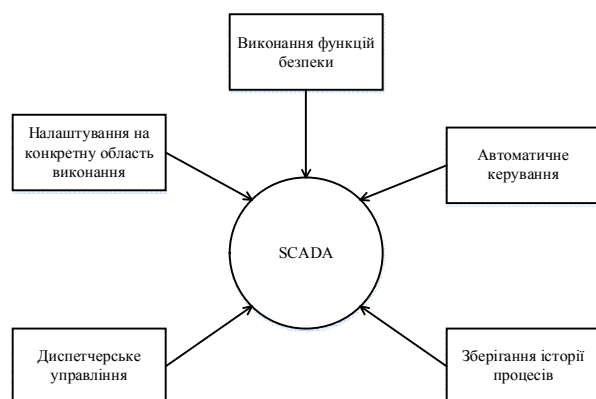 Виконання функцій
безпеки
Налаштування на
конкретну область
виконання
Автоматичне
керування
SCADA
Диспетчерське
управління
Зберігання історії
процесів